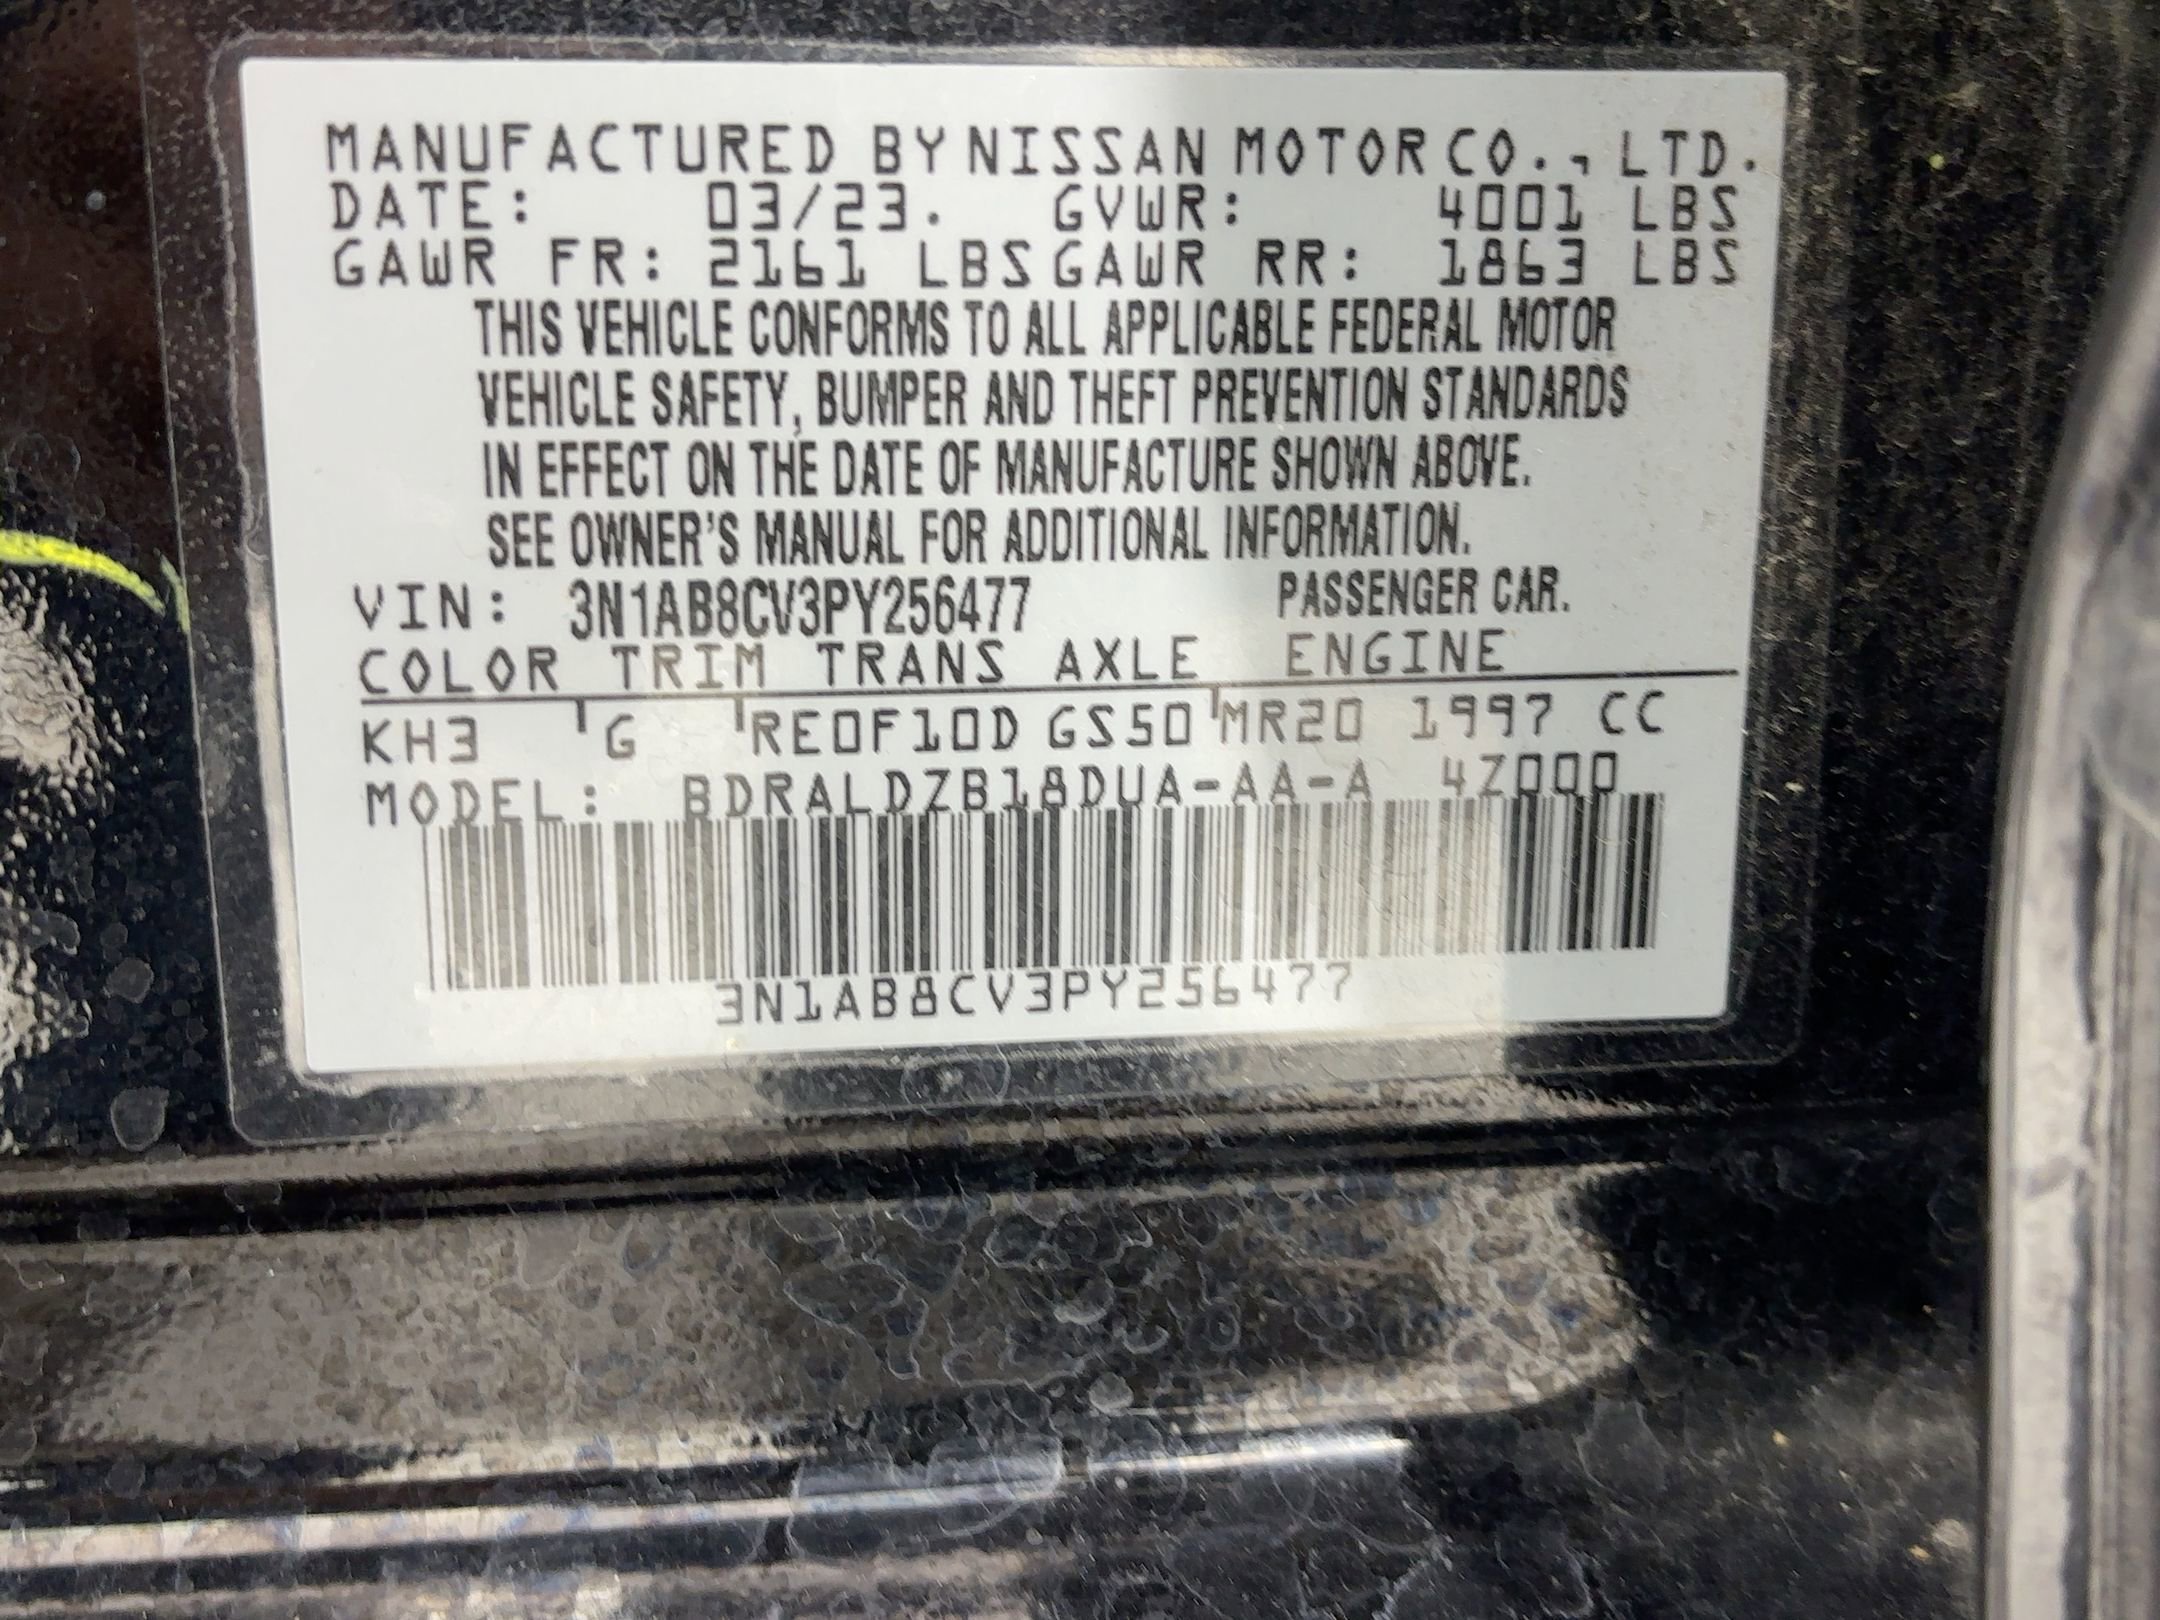 MANUFACTURED BY NISSAN MOTOR CO., LTD.
DATE: 03/23. GVWR: 4001 LBS
GAWR FR: 2161 LBS GAWR RR: 1863 LBS
THIS VEHICLE CONFORMS TO ALL APPLICABLE FEDERAL MOTOR
VEHICLE SAFETY, BUMPER AND THEFT PREVENTION STANDARDS
IN EFFECT ON THE DATE OF MANUFACTURE SHOWN ABOVE.
SEE OWNER'S MANUAL FOR ADDITIONAL INFORMATION.
VIN: 3N1AB8CV3PY256477 PASSENGER CAR.
COLOR TRIM TRANS AXLE ENGINE
KH3 G RE0F10D GS50 MR20 1997 CC
MODEL: BDRALDZB18DUA-AA-A 4Z000
3N1AB8CV3PY256477